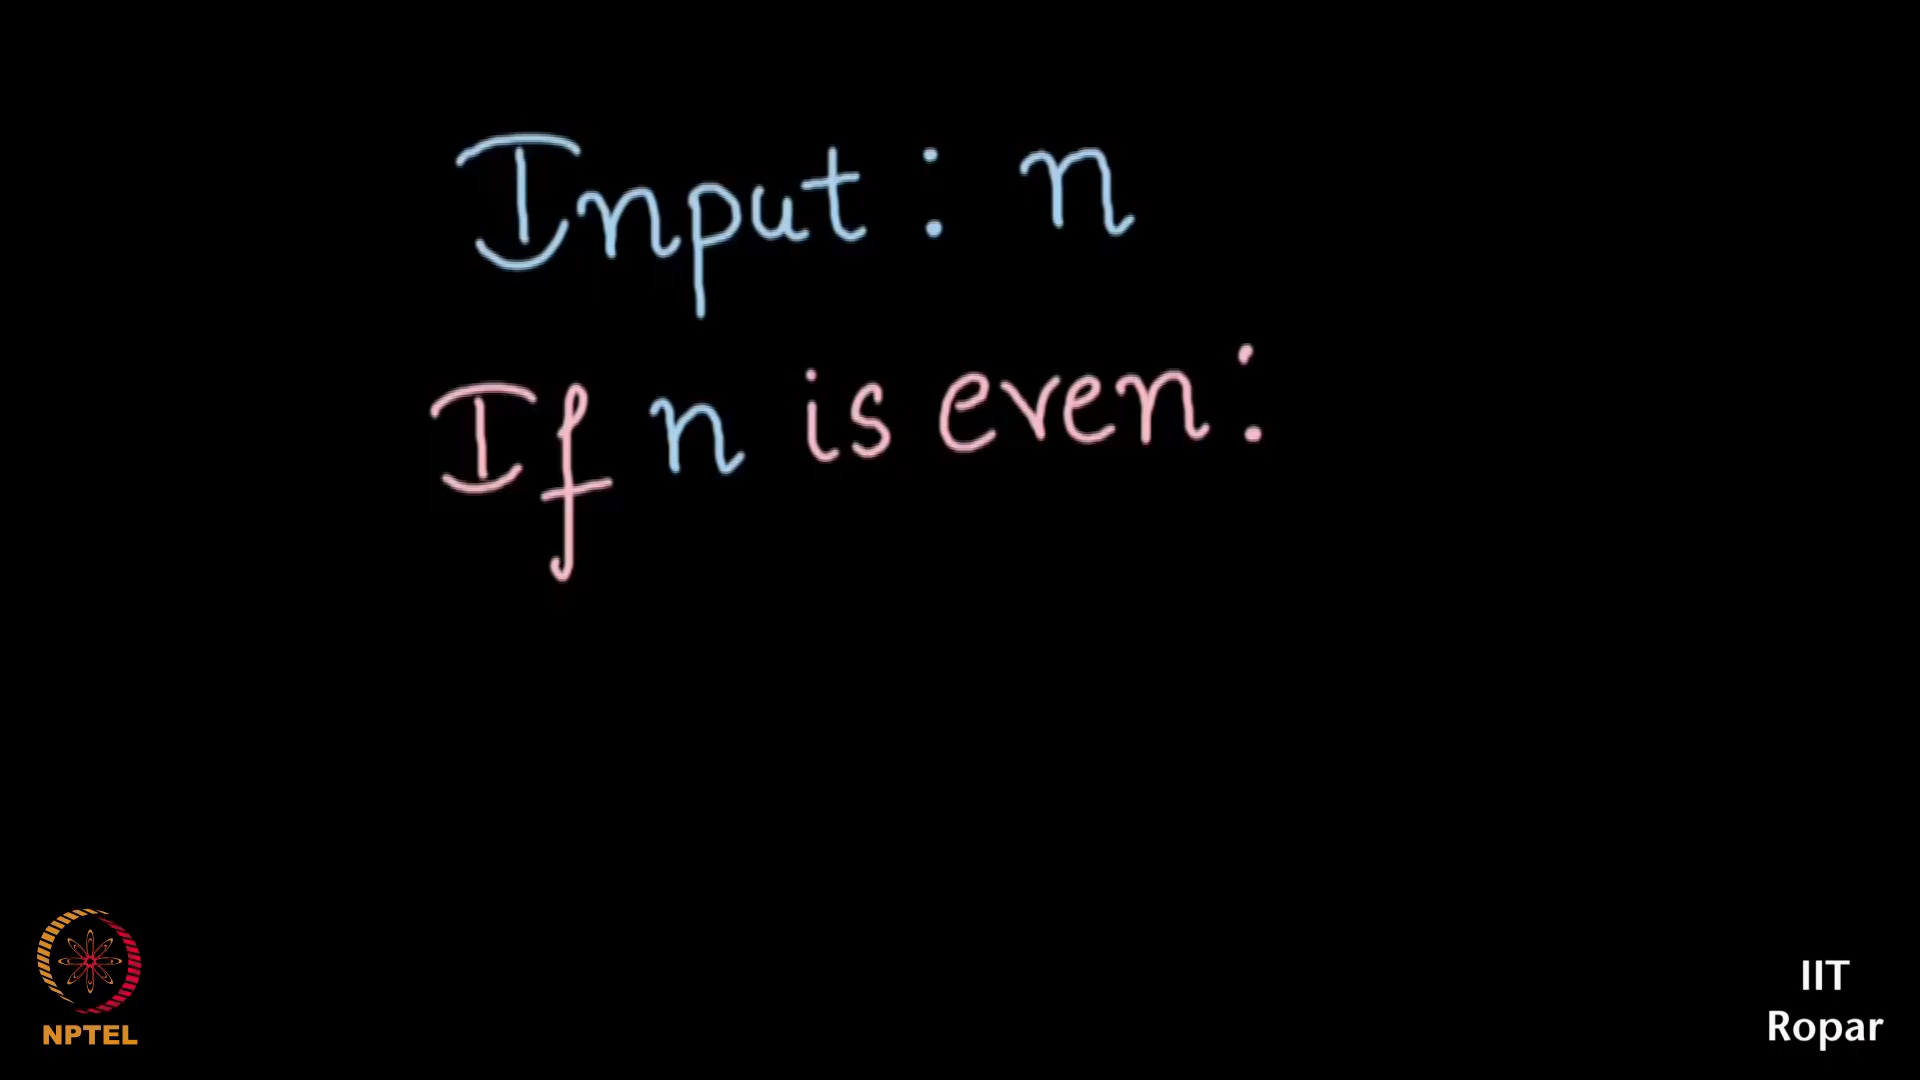 Input : n
If n is even:
NPTEL
IIT
Ropar